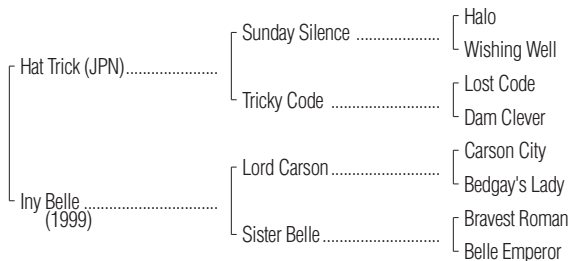 Halo
Sunday Silence ....................
Wishing Well
Hat Trick (JPN)......................
Lost Code
Tricky Code ..........................
Dam Clever
Carson City
Lord Carson..........................
Bedgay's Lady
Iny Belle ................................
(1999)
Bravest Roman
Sister Belle............................
Belle Emperor